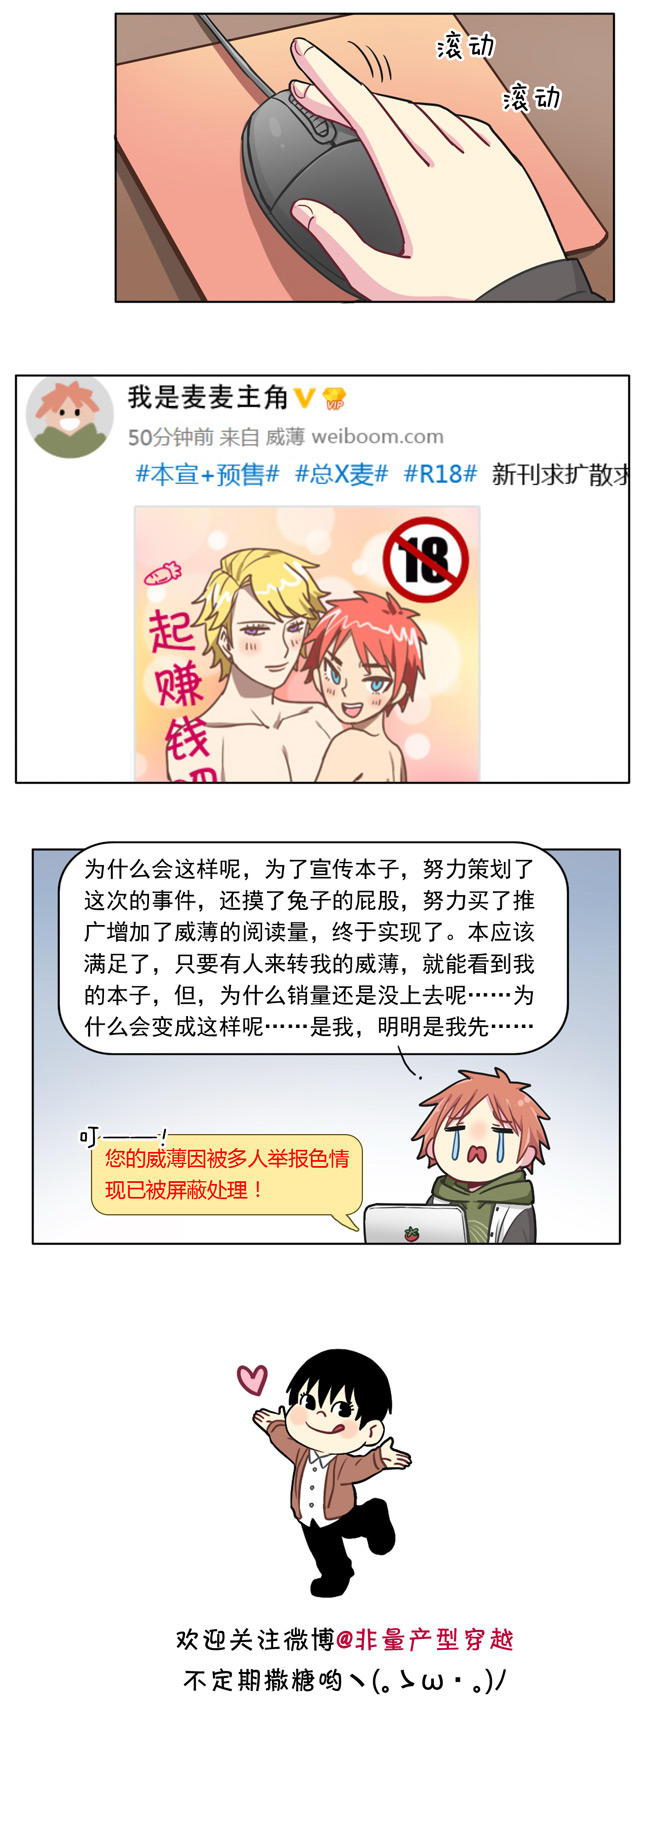 滚动
滚动
我是麦麦主角 V VIP
50分钟前 来自 威薄 weiboom.com
#本宣+预售# #总X麦# #R18# 新刊求扩散求
18
起
赚
钱
为什么会这样呢，为了宣传本子，努力策划了
这次的事件，还摸了兔子的屁股，努力买了推
广增加了威薄的阅读量，终于实现了。本应该
满足了，只要有人来转我的威薄，就能看到我
的本子，但，为什么销量还是没上去呢……为
什么会变成这样呢……是我，明明是我先……
叮——！
您的威薄因被多人举报色情
现已被屏蔽处理！
欢迎关注微博@非量产型穿越
不定期撒糖哟ヽ(｡ゝω·｡)ﾉ